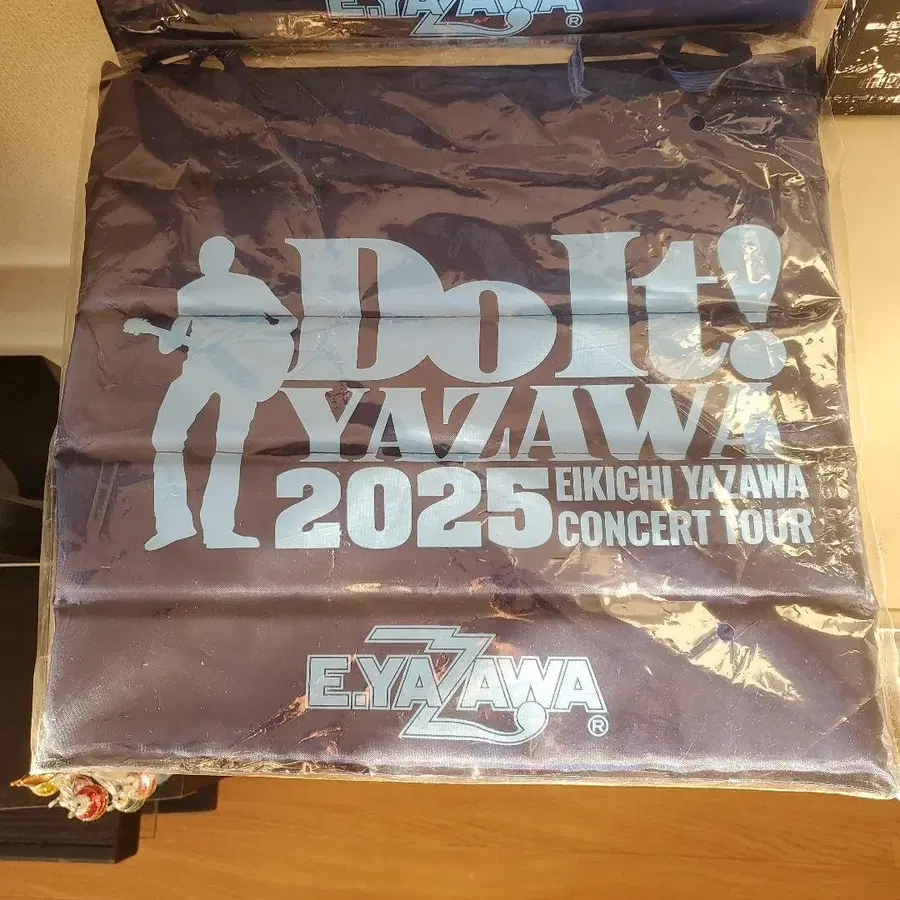 E.YAZAWA ®
Do It!
YAZAWA
2025 EIKICHI YAZAWA
CONCERT TOUR
E.YAZAWA ®